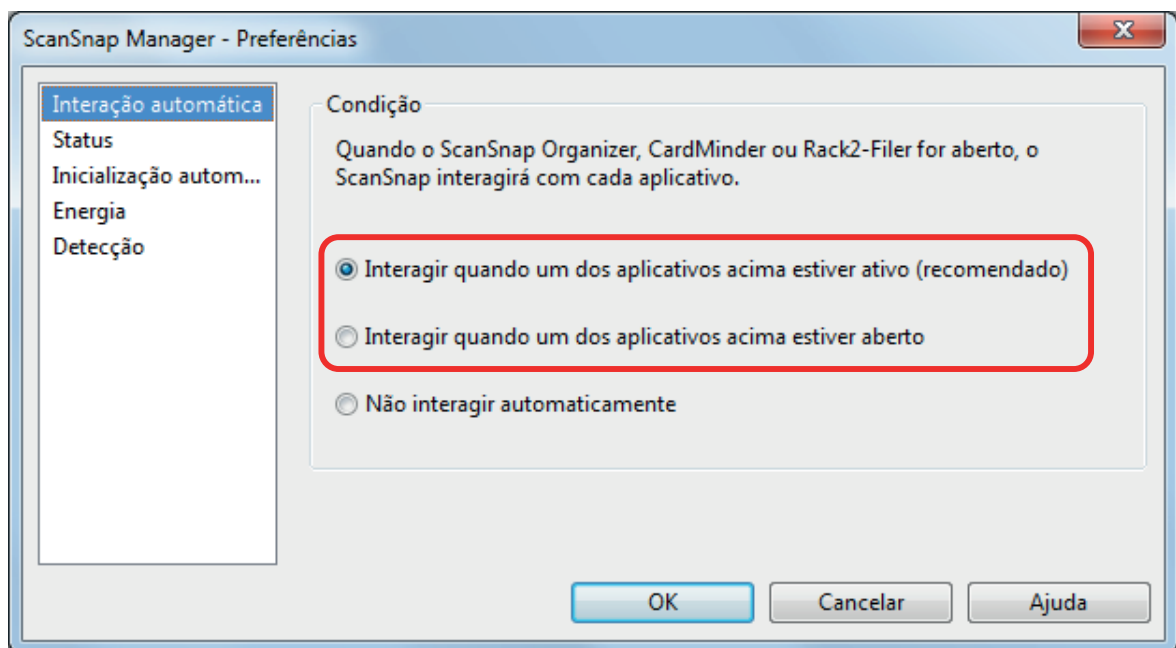 ScanSnap Manager - Preferências
Interação automática
Status
Inicialização autom...
Energia
Detecção
Condição
Quando o ScanSnap Organizer, CardMinder ou Rack2-Filer for aberto, o
ScanSnap interagirá com cada aplicativo.
Interagir quando um dos aplicativos acima estiver ativo (recomendado)
Interagir quando um dos aplicativos acima estiver aberto
Não interagir automaticamente
OK
Cancelar
Ajuda